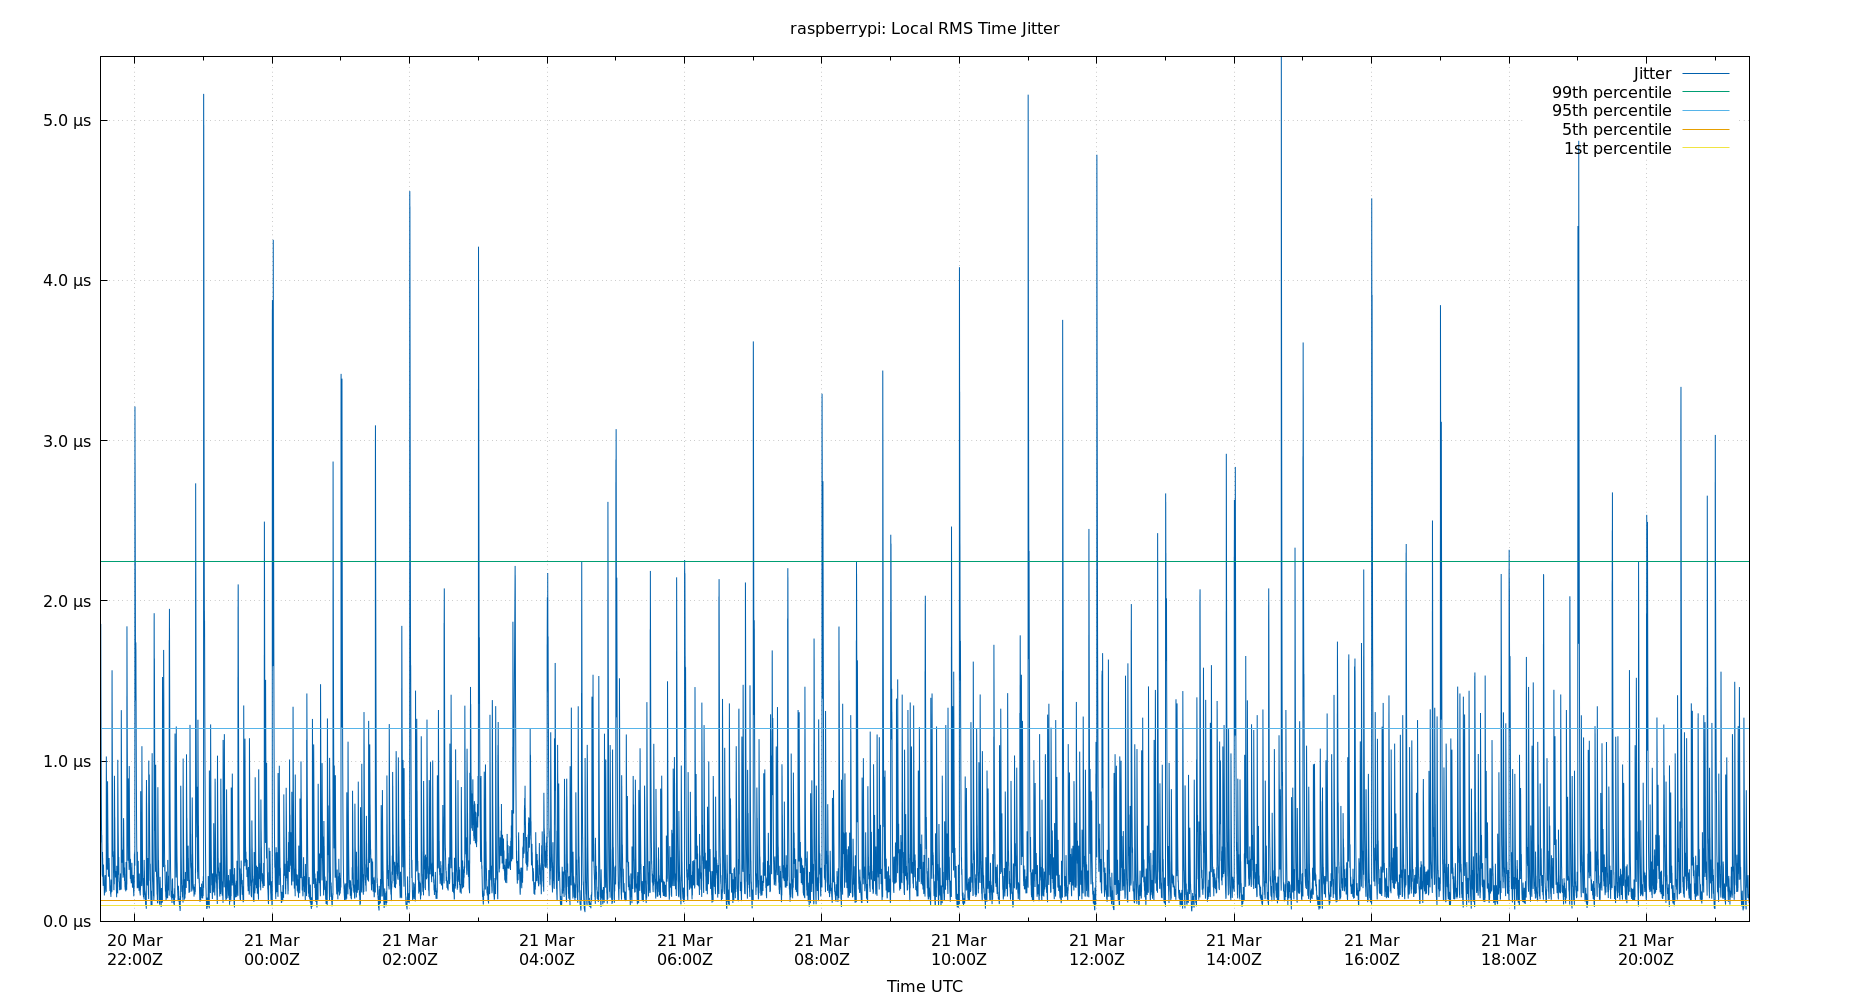 raspberrypi: Local RMS Time Jitter
Jitter
99th percentile
95th percentile
5th percentile
1st percentile
5.0 µs
4.0 µs
3.0 µs
2.0 µs
1.0 µs
0.0 µs
20 Mar 21 Mar 21 Mar 21 Mar 21 Mar 21 Mar 21 Mar 21 Mar 21 Mar 21 Mar 21 Mar 21 Mar
22:00Z 00:00Z 02:00Z 04:00Z 06:00Z 08:00Z 10:00Z 12:00Z 14:00Z 16:00Z 18:00Z 20:00Z
Time UTC